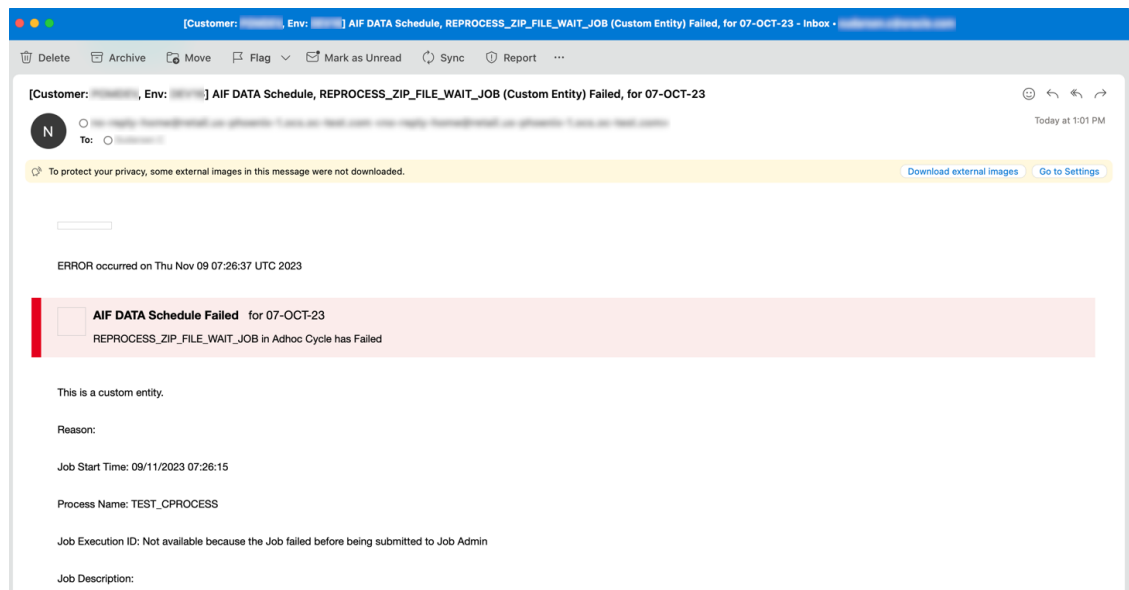 [Customer: , Env: ] AIF DATA Schedule, REPROCESS_ZIP_FILE_WAIT_JOB (Custom Entity) Failed, for 07-OCT-23 - Inbox •
Delete Archive Move Flag Mark as Unread Sync Report ...
[Customer: , Env: ] AIF DATA Schedule, REPROCESS_ZIP_FILE_WAIT_JOB (Custom Entity) Failed, for 07-OCT-23
N
Today at 1:01 PM
To:
To protect your privacy, some external images in this message were not downloaded. Download external images Go to Settings
ERROR occurred on Thu Nov 09 07:26:37 UTC 2023
AIF DATA Schedule Failed for 07-OCT-23
REPROCESS_ZIP_FILE_WAIT_JOB in Adhoc Cycle has Failed
This is a custom entity.
Reason:
Job Start Time: 09/11/2023 07:26:15
Process Name: TEST_CPROCESS
Job Execution ID: Not available because the Job failed before being submitted to Job Admin
Job Description: